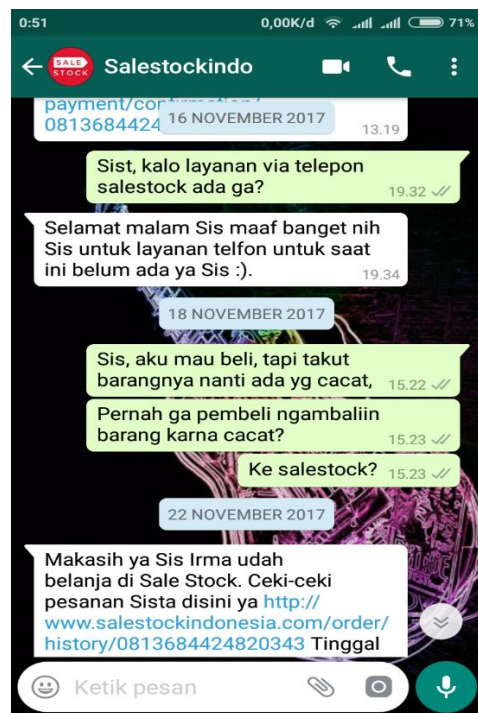 0:51 0,00K/d 71%
SALE
STOCK
Salestockindo
16 NOVEMBER 2017
0813684424
13.19
Sist, kalo layanan via telepon
salestock ada ga?
19.32
Selamat malam Sis maaf banget nih
Sis untuk layanan telfon untuk saat
ini belum ada ya Sis :).
19.34
18 NOVEMBER 2017
Sis, aku mau beli, tapi takut
barangnya nanti ada yg cacat,
15.22
Pernah ga pembeli ngambaliin
barang karna cacat?
15.23
Ke salestock?
15.23
22 NOVEMBER 2017
Makasih ya Sis Irma udah
belanja di Sale Stock. Ceki-ceki
pesanan Sista disini ya http://
www.salestockindonesia.com/order/
history/0813684424820343 Tinggal
Ketik pesan